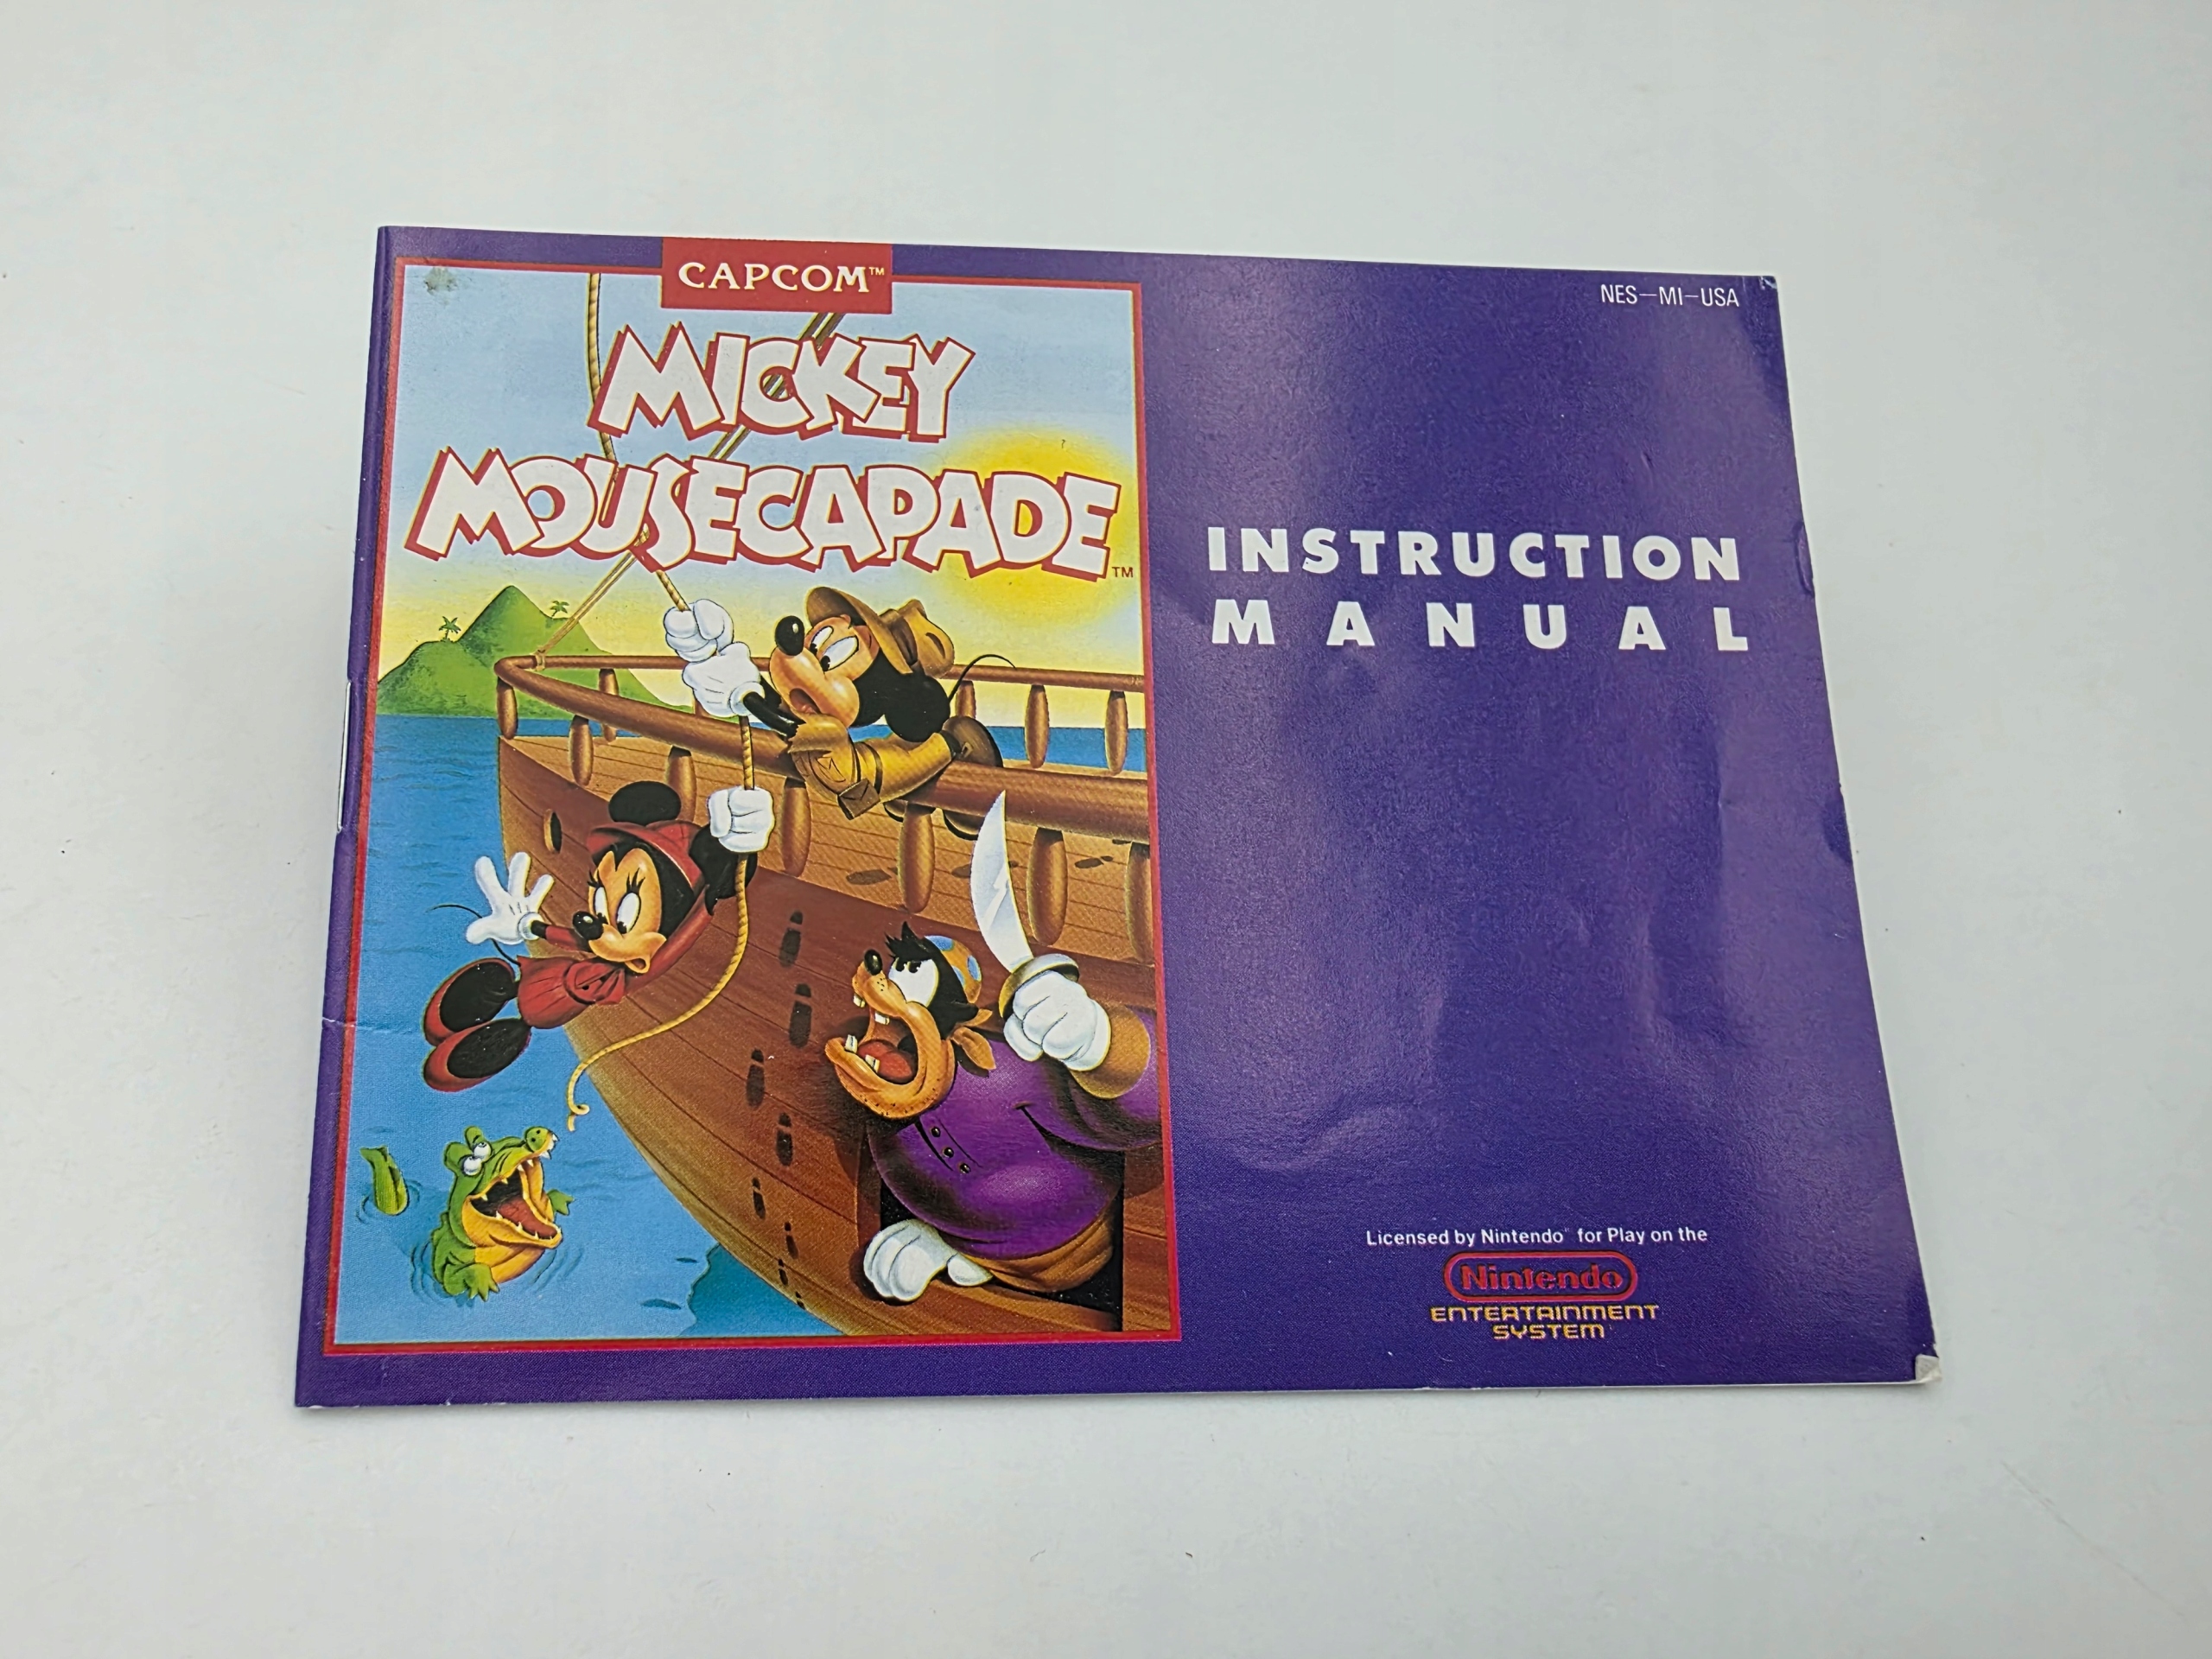 CAPCOM™
MICKEY
MOUSECAPADE™
NES-MI-USA
INSTRUCTION
MANUAL
Licensed by Nintendo® for Play on the
Nintendo
ENTERTAINMENT
SYSTEM